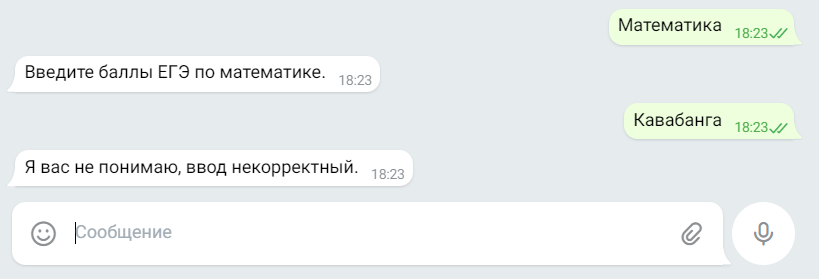 Математика 18:23
Введите баллы ЕГЭ по математике. 18:23
Кавабанга 18:23
Я вас не понимаю, ввод некорректный. 18:23
Сообщение